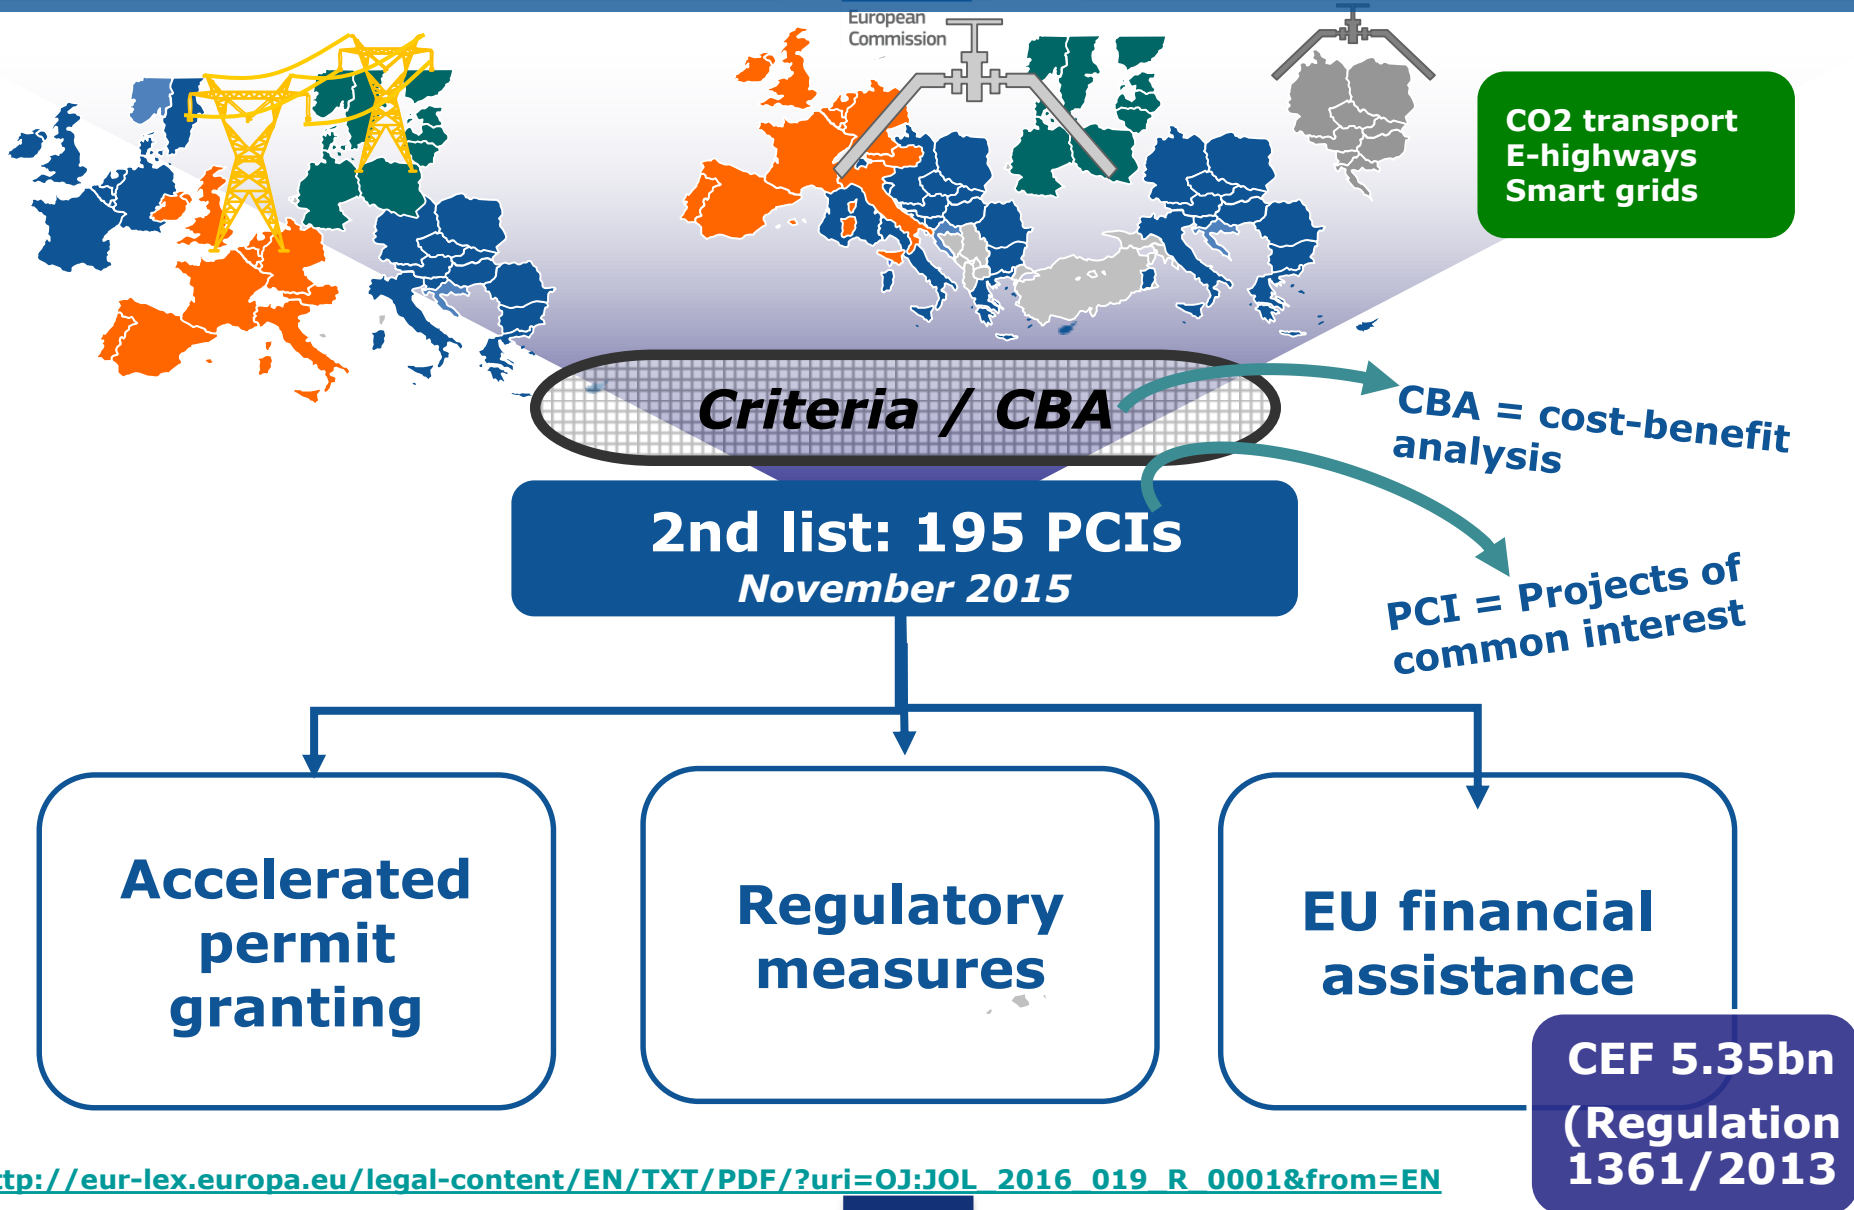 European
Commission
CO2 transport
E-highways
Smart grids
Criteria / CBA
CBA = cost-benefit
analysis
2nd list: 195 PCIs
November 2015
PCI = Projects of
common interest
Accelerated
permit
granting
Regulatory
measures
EU financial
assistance
CEF 5.35bn
(Regulation
1361/2013
ttp://eur-lex.europa.eu/legal-content/EN/TXT/PDF/?uri=OJ:JOL_2016_019_R_0001&from=EN